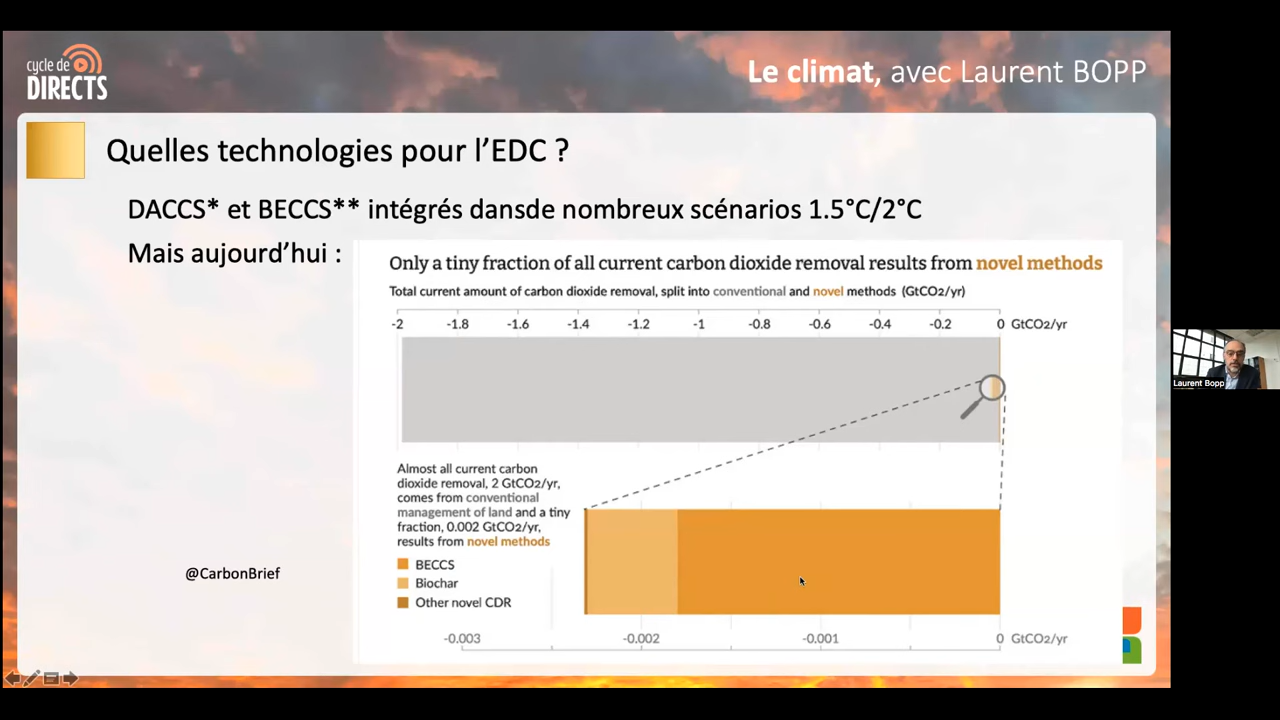 cycle de
DIRECTS
Le climat, avec Laurent BOPP
Quelles technologies pour l'EDC ?
DACCS* et BECCS** intégrés dansde nombreux scénarios 1.5°C/2°C
Mais aujourd'hui :
Only a tiny fraction of all current carbon dioxide removal results from novel methods
Total current amount of carbon dioxide removal, split into conventional and novel methods (GtCO2/yr)
-2 -1.8 -1.6 -1.4 -1.2 -1 -0.8 -0.6 -0.4 -0.2 0 GtCO2/yr
Almost all current carbon
dioxide removal, 2 GtCO2/yr,
comes from conventional
management of land and a tiny
fraction, 0.002 GtCO2/yr,
results from novel methods
BECCS
Biochar
Other novel CDR
-0.003 -0.002 -0.001 0 GtCO2/yr
@CarbonBrief
Laurent Bopp